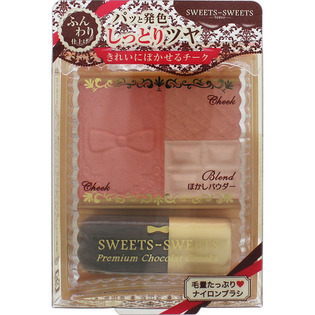 ふんわり
仕上げ
パッと発色
しっとりツヤ
SWEETS-SWEETS
きれいにぼかせるチーク
Cheek
Cheek
Blend
ぼかしパウダー
SWEETS-SWEETS
Premium Chocolat Cheek
毛量たっぷり♥
ナイロンブラシ